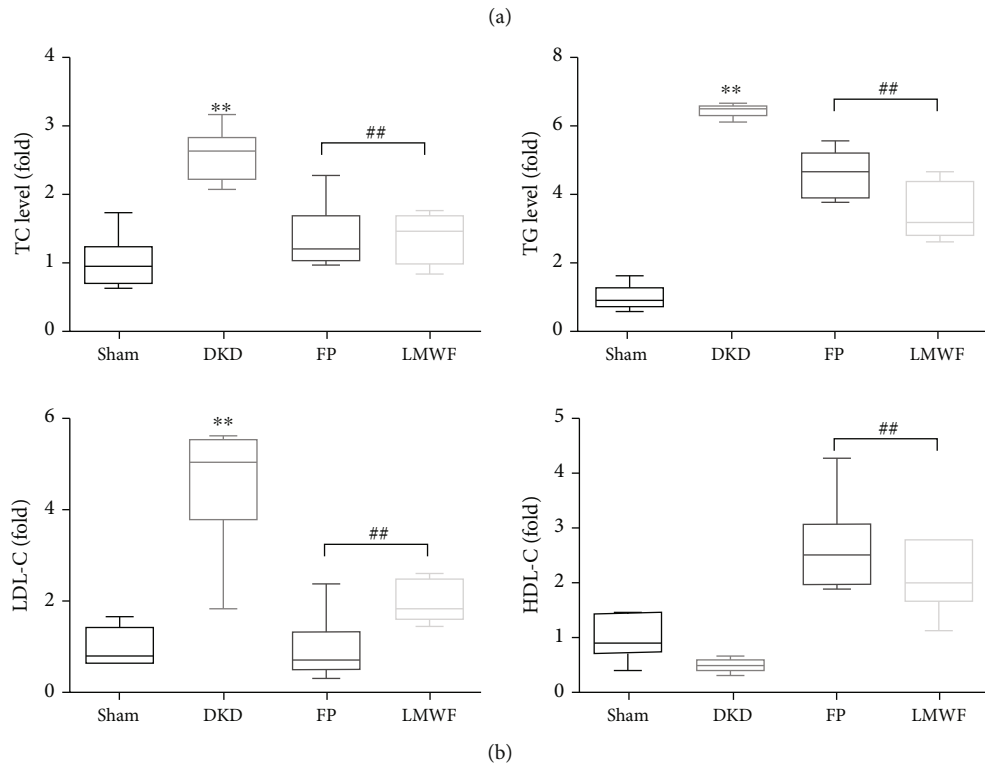 (a)
TC level (fold)
4
3
2
1
0
**
##
Sham DKD FP LMWF
TG level (fold)
8
6
4
2
0
**
##
Sham DKD FP LMWF
LDL-C (fold)
6
4
2
0
**
##
Sham DKD FP LMWF
HDL-C (fold)
5
4
3
2
1
0
##
Sham DKD FP LMWF
(b)